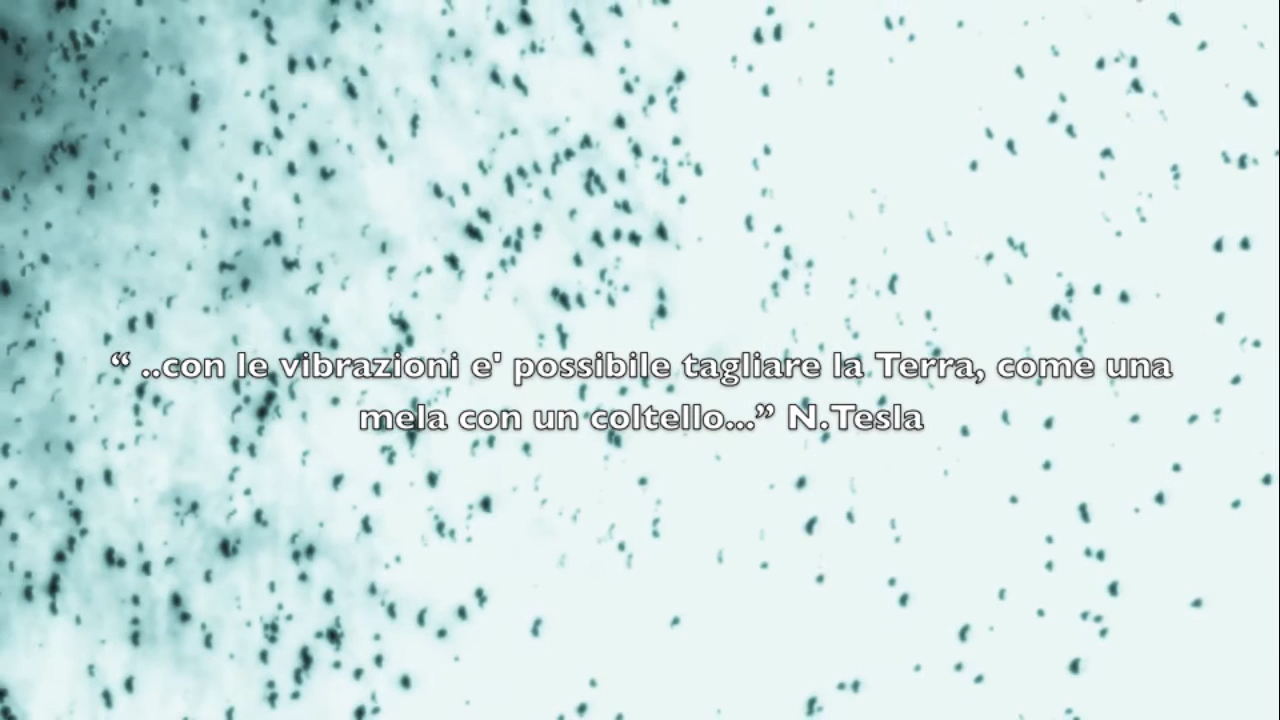 “ ..con le vibrazioni e' possibile tagliare la Terra, come una
mela con un coltello...” N.Tesla